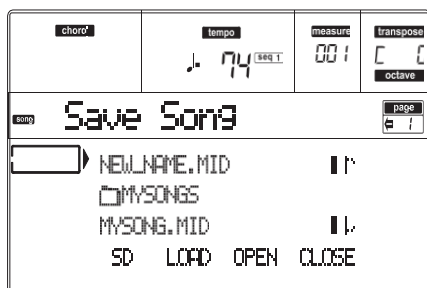 chord tempo measure transpose
♩= 74 seq 1 001 C C
octave
song Save Song page
1
NEW_NAME.MID
MYSONGS
MYSONG.MID
SD LOAD OPEN CLOSE